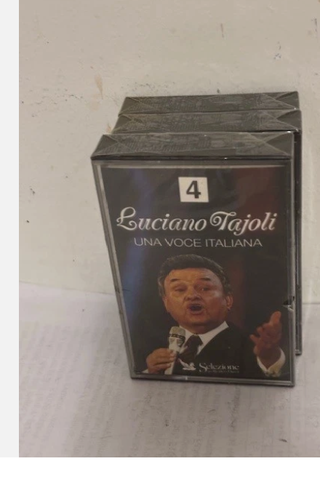 4
Luciano Tajoli
UNA VOCE ITALIANA
Selezione